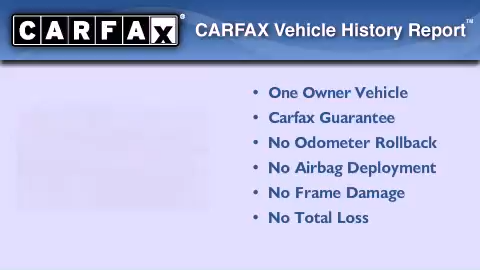 CARFAX® CARFAX Vehicle History Report™
• One Owner Vehicle
• Carfax Guarantee
• No Odometer Rollback
• No Airbag Deployment
• No Frame Damage
• No Total Loss